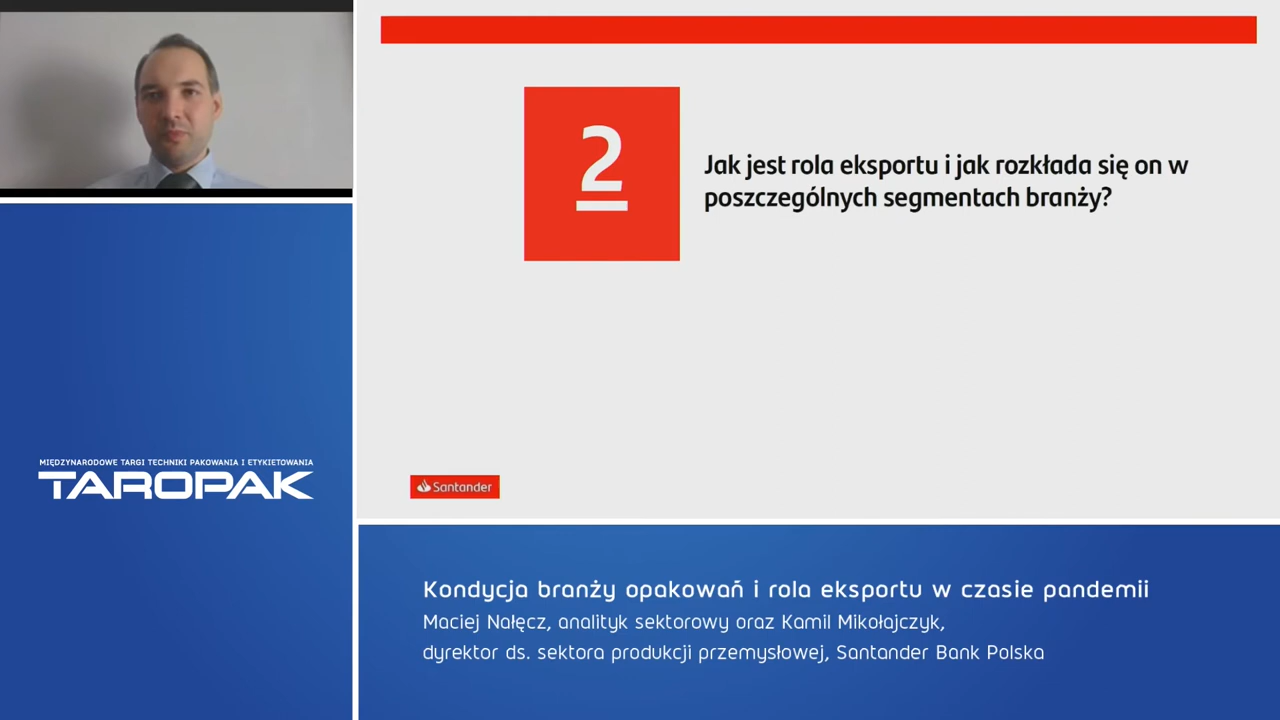 2
Jak jest rola eksportu i jak rozkłada się on w
poszczególnych segmentach branży?
Santander
MIĘDZYNARODOWE TARGI TECHNIKI PAKOWANIA I ETYKIETOWANIA
TAROPAK
Kondycja branży opakowań i rola eksportu w czasie pandemii
Maciej Nałęcz, analityk sektorowy oraz Kamil Mikołajczyk,
dyrektor ds. sektora produkcji przemysłowej, Santander Bank Polska